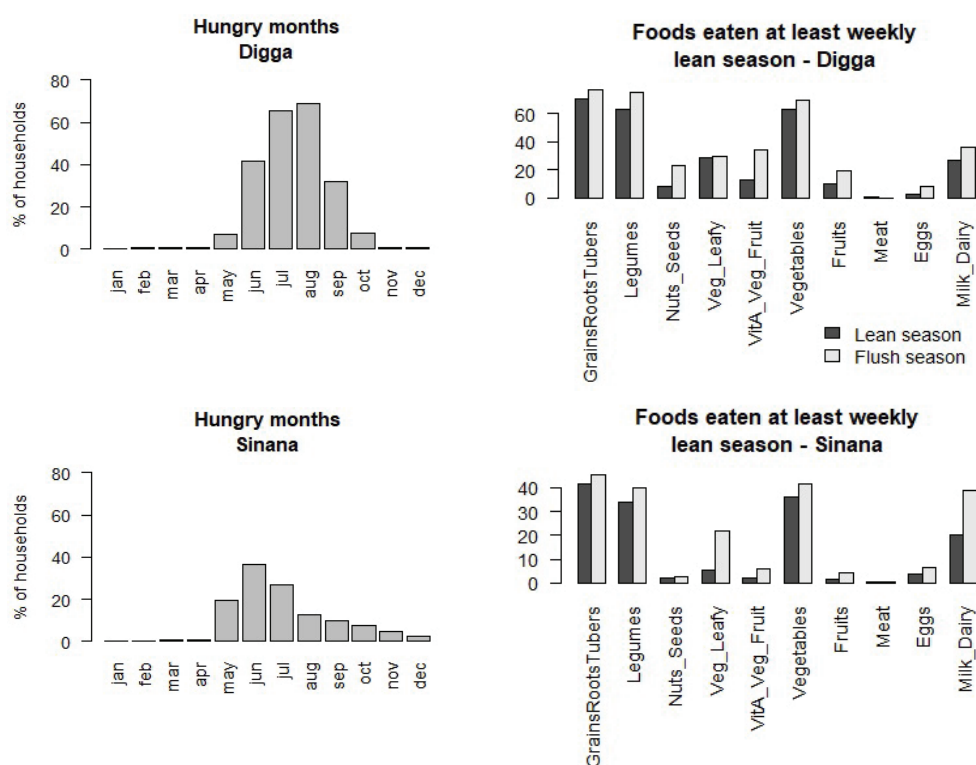 Hungry months
Digga
% of households
80
60
40
20
0
jan
feb
mar
apr
may
jun
jul
aug
sep
oct
nov
dec
Foods eaten at least weekly
lean season - Digga
60
40
20
0
GrainsRootsTubers
Legumes
Nuts_Seeds
Veg_Leafy
VitA_Veg_Fruit
Vegetables
Fruits
Meat
Eggs
Milk_Dairy
Lean season
Flush season
Hungry months
Sinana
% of households
80
60
40
20
0
jan
feb
mar
apr
may
jun
jul
aug
sep
oct
nov
dec
Foods eaten at least weekly
lean season - Sinana
40
30
20
10
0
GrainsRootsTubers
Legumes
Nuts_Seeds
Veg_Leafy
VitA_Veg_Fruit
Vegetables
Fruits
Meat
Eggs
Milk_Dairy